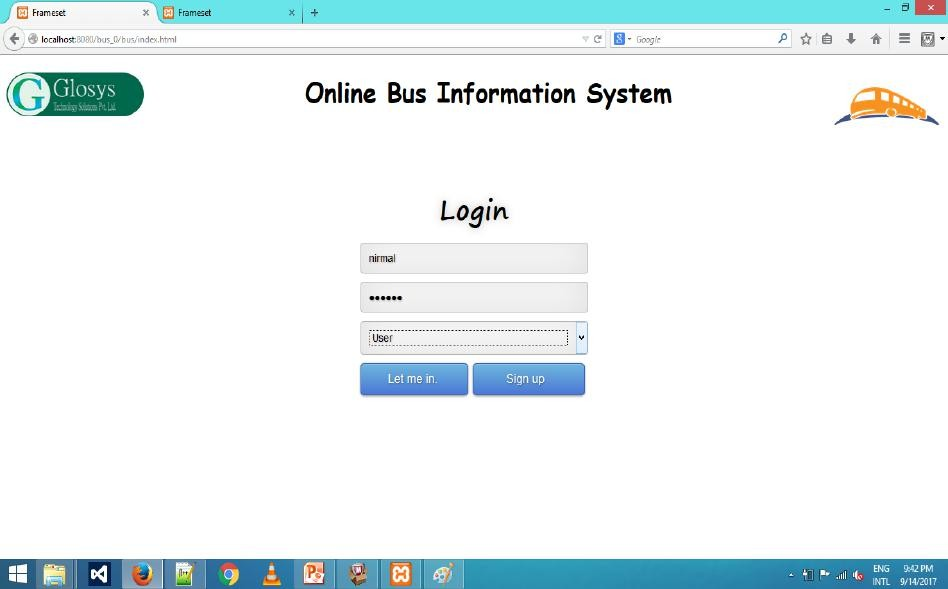 Frameset
Frameset
localhost:8080/bus_0/bus/index.html
Google
Glosys
Technology Solutions Pvt. Ltd.
Online Bus Information System
Login
nirmal
••••••
User
Let me in.
Sign up
ENG
INTL
9:42 PM
9/14/2017